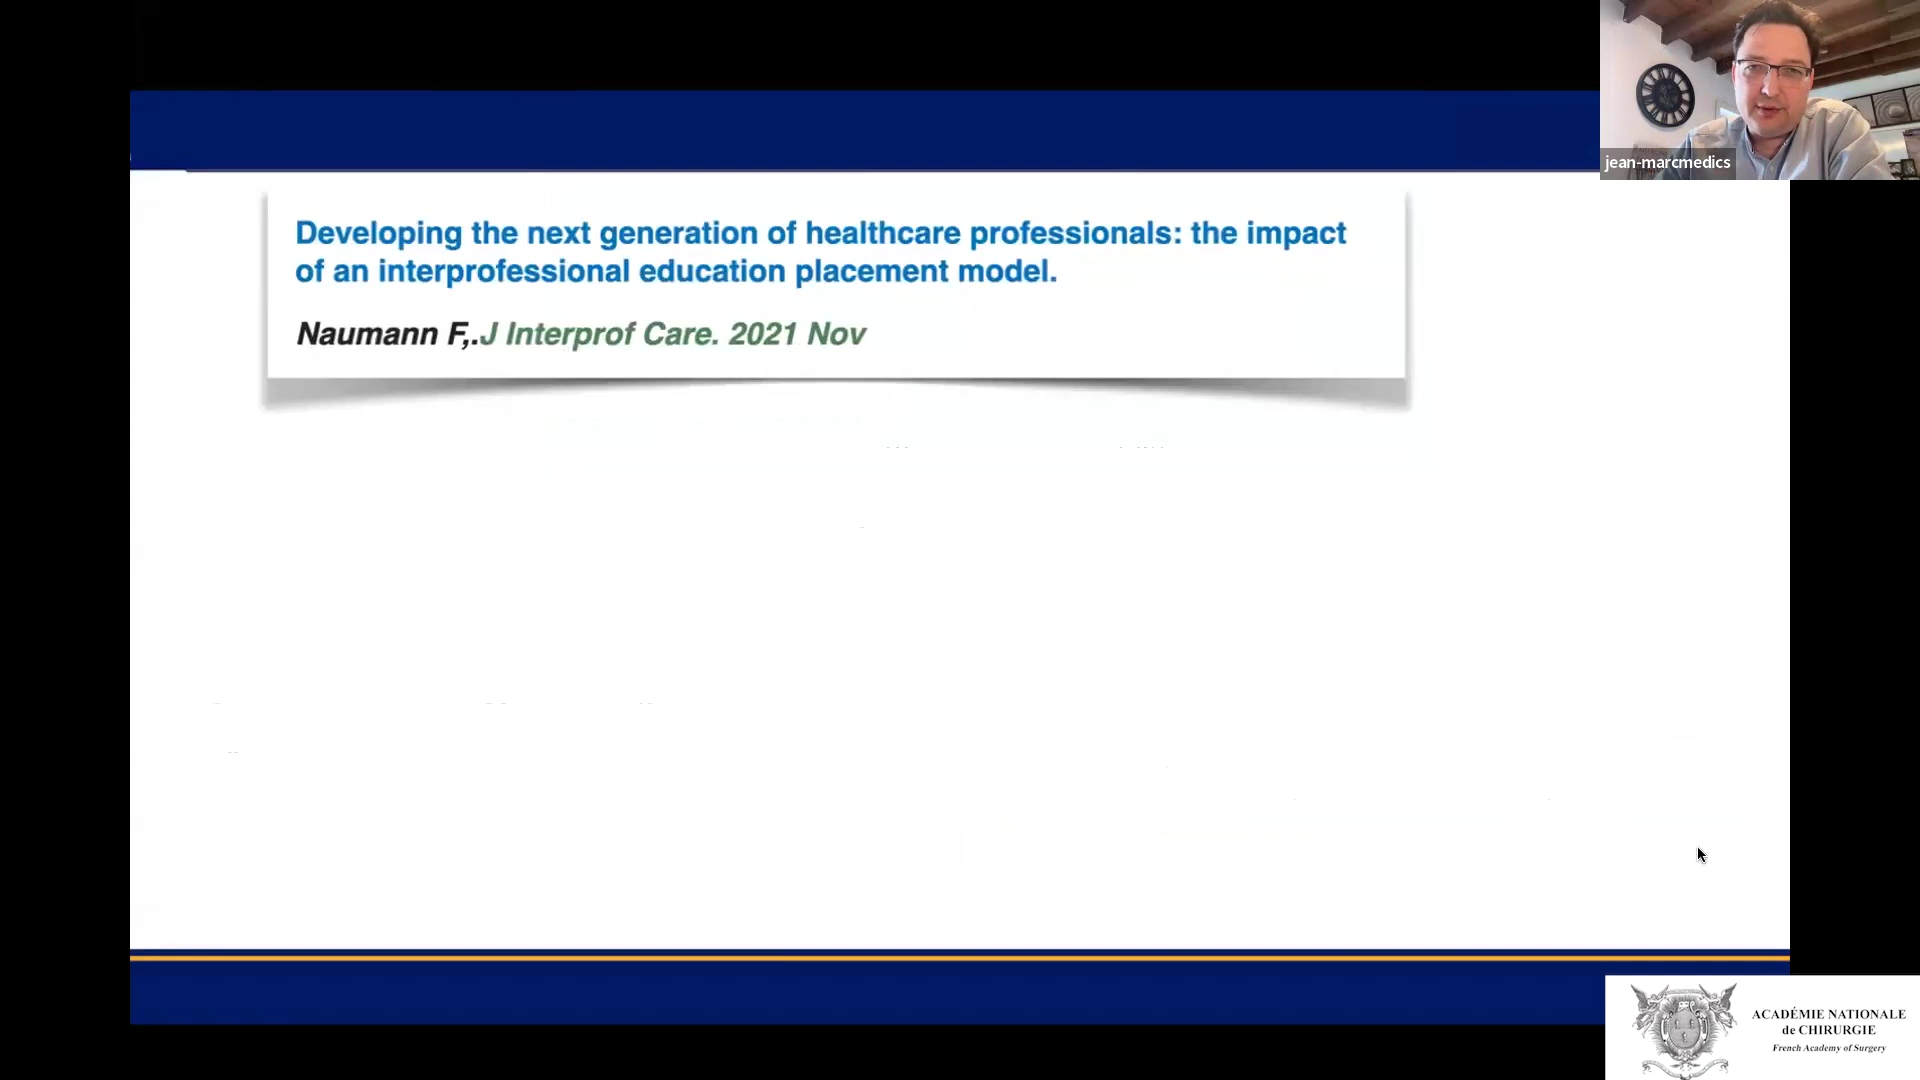 jean-marcmedics
Developing the next generation of healthcare professionals: the impact
of an interprofessional education placement model.
Naumann F,.J Interprof Care. 2021 Nov
ACADÉMIE NATIONALE
de CHIRURGIE
French Academy of Surgery